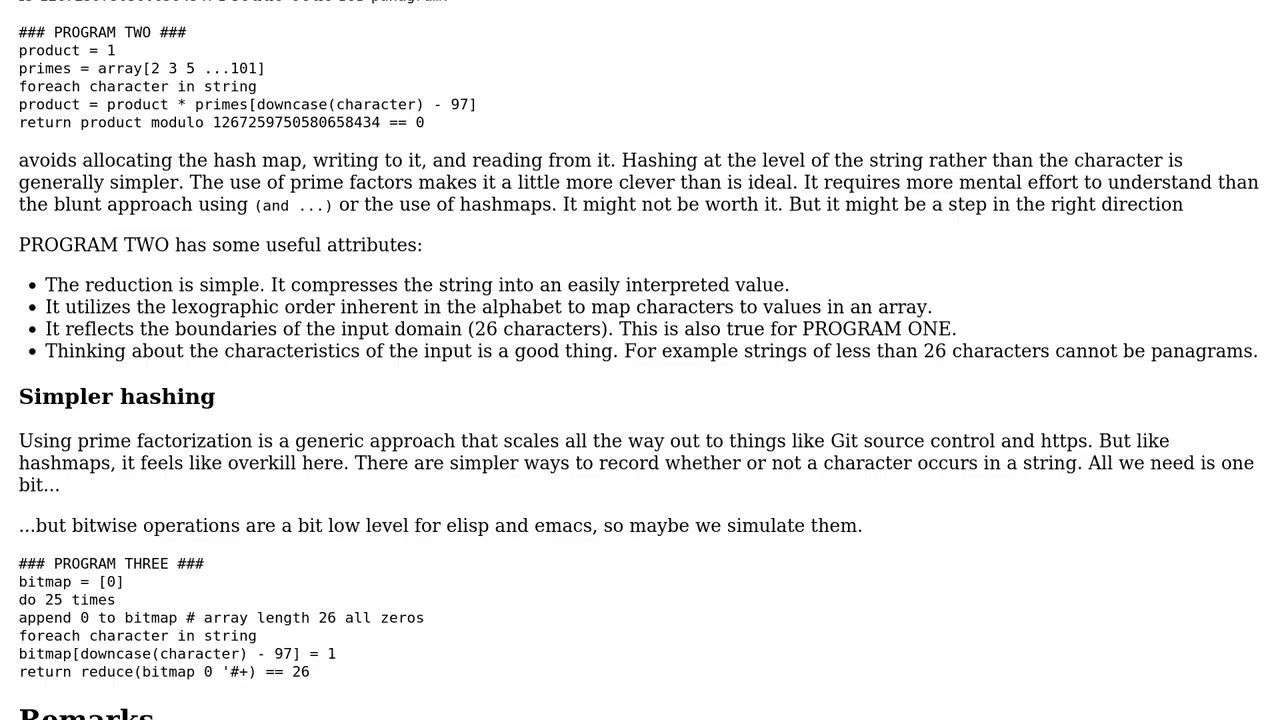 ### PROGRAM TWO ###
product = 1
primes = array[2 3 5 ...101]
foreach character in string
product = product * primes[downcase(character) - 97]
return product modulo 1267259750580658434 == 0
avoids allocating the hash map, writing to it, and reading from it. Hashing at the level of the string rather than the character is
generally simpler. The use of prime factors makes it a little more clever than is ideal. It requires more mental effort to understand than
the blunt approach using (and ...) or the use of hashmaps. It might not be worth it. But it might be a step in the right direction
PROGRAM TWO has some useful attributes:
• The reduction is simple. It compresses the string into an easily interpreted value.
• It utilizes the lexographic order inherent in the alphabet to map characters to values in an array.
• It reflects the boundaries of the input domain (26 characters). This is also true for PROGRAM ONE.
• Thinking about the characteristics of the input is a good thing. For example strings of less than 26 characters cannot be panagrams.
Simpler hashing
Using prime factorization is a generic approach that scales all the way out to things like Git source control and https. But like
hashmaps, it feels like overkill here. There are simpler ways to record whether or not a character occurs in a string. All we need is one
bit...
...but bitwise operations are a bit low level for elisp and emacs, so maybe we simulate them.
### PROGRAM THREE ###
bitmap = [0]
do 25 times
append 0 to bitmap # array length 26 all zeros
foreach character in string
bitmap[downcase(character) - 97] = 1
return reduce(bitmap 0 '#+) == 26
Remarks